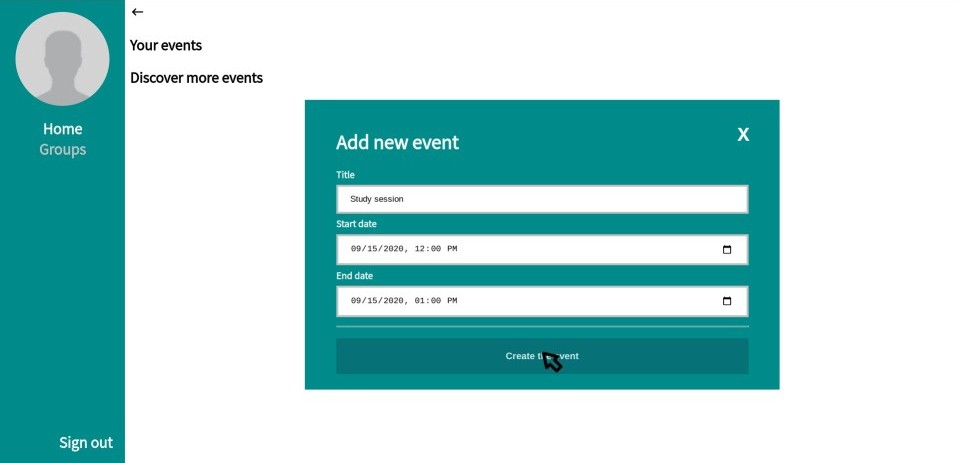 ←
Home
Groups
Sign out
Your events
Discover more events
Add new event
X
Title
Study session
Start date
09/15/2020, 12:00 PM
End date
09/15/2020, 01:00 PM
Create the event